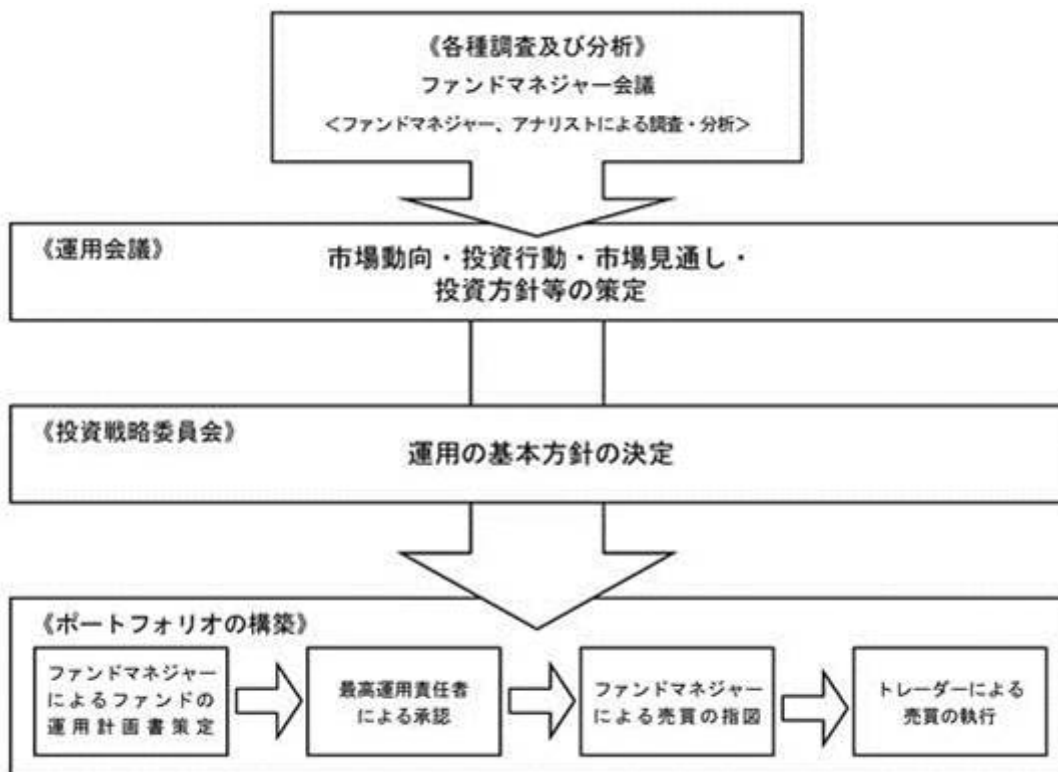 《各種調査及び分析》
ファンドマネジャー会議
＜ファンドマネジャー、アナリストによる調査・分析＞
《運用会議》
市場動向・投資行動・市場見通し・
投資方針等の策定
《投資戦略委員会》
運用の基本方針の決定
《ポートフォリオの構築》
ファンドマネジャー
によるファンドの
運用計画書策定
最高運用責任者
による承認
ファンドマネジャー
による売買の指図
トレーダーによる
売買の執行